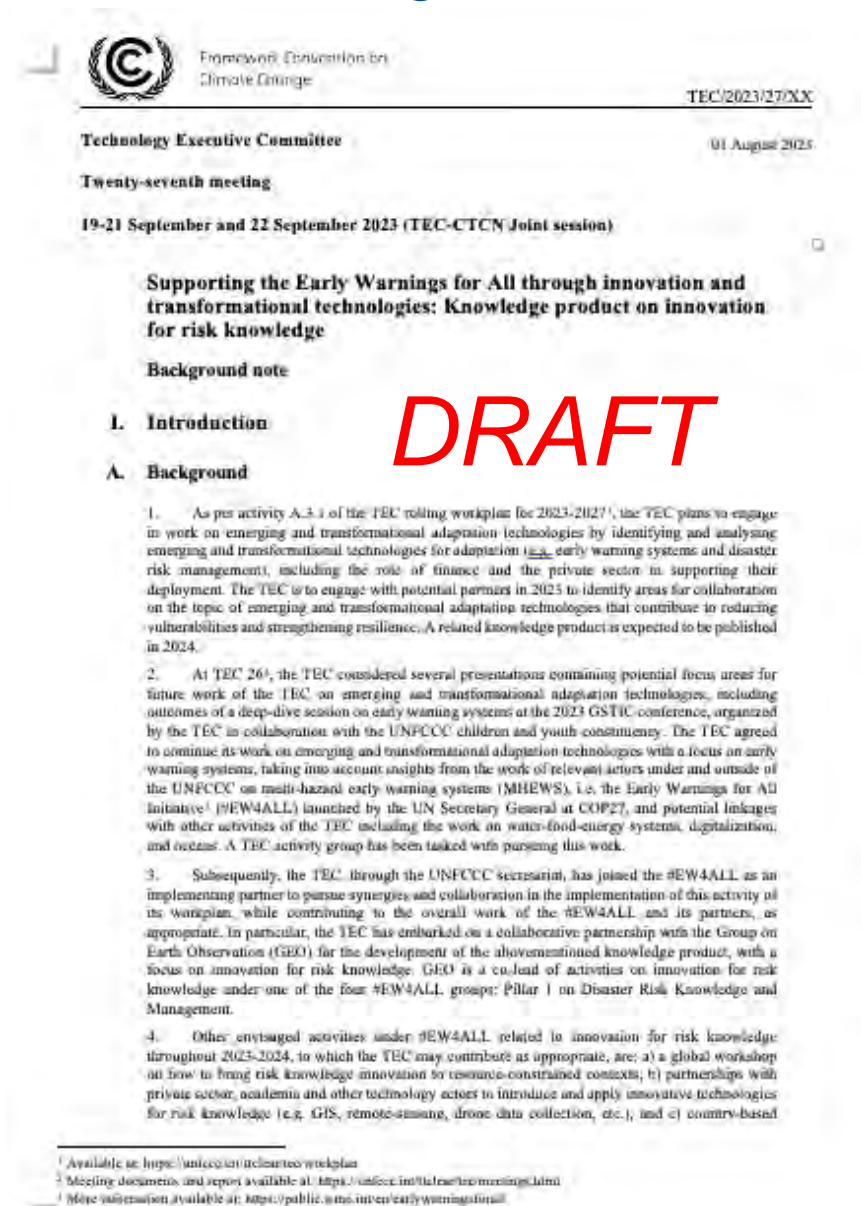 Framework Convention on
Climate Change
TEC/2023/27/XX
Technology Executive Committee
01 August 2023
Twenty-seventh meeting
19-21 September and 22 September 2023 (TEC-CTCN Joint session)
Supporting the Early Warnings for All through innovation and
transformational technologies: Knowledge product on innovation
for risk knowledge
Background note
DRAFT
I. Introduction
A. Background
1. As per activity A.3.1 of the TEC rolling workplan for 2023-2027¹, the TEC plans to engage
in work on emerging and transformational adaptation technologies by identifying and analysing
emerging and transformational technologies for adaptation (e.g. early warning systems and disaster
risk management), including the role of finance and the private sector in supporting their
deployment. The TEC is to engage with potential partners in 2023 to identify areas for collaboration
on the topic of emerging and transformational adaptation technologies that contribute to reducing
vulnerabilities and strengthening resilience. A related knowledge product is expected to be published
in 2024.
2. At TEC 26², the TEC considered several presentations containing potential focus areas for
future work of the TEC on emerging and transformational adaptation technologies, including
outcomes of a deep-dive session on early warning systems at the 2023 GSTIC conference, organized
by the TEC in collaboration with the UNFCCC children and youth constituency. The TEC agreed
to continue its work on emerging and transformational adaptation technologies with a focus on early
warning systems, taking into account insights from the work of relevant actors under and outside of
the UNFCCC on multi-hazard early warning systems (MHEWS), i.e. the Early Warnings for All
Initiative³ (#EW4ALL) launched by the UN Secretary General at COP27, and potential linkages
with other activities of the TEC including the work on water-food-energy systems, digitalization,
and oceans. A TEC activity group has been tasked with pursuing this work.
3. Subsequently, the TEC, through the UNFCCC secretariat, has joined the #EW4ALL as an
implementing partner to pursue synergies and collaboration in the implementation of this activity of
its workplan, while contributing to the overall work of the #EW4ALL and its partners, as
appropriate. In particular, the TEC has embarked on a collaborative partnership with the Group on
Earth Observation (GEO) for the development of the abovementioned knowledge product, with a
focus on innovation for risk knowledge. GEO is a co-lead of activities on innovation for risk
knowledge under one of the four #EW4ALL groups: Pillar 1 on Disaster Risk Knowledge and
Management.
4. Other envisaged activities under #EW4ALL related to innovation for risk knowledge
throughout 2023-2024, to which the TEC may contribute as appropriate, are: a) a global workshop
on how to bring risk knowledge innovation to resource-constrained contexts; b) partnerships with
private sector, academia and other technology actors to introduce and apply innovative technologies
for risk knowledge (e.g. GIS, remote-sensing, drone data collection, etc.), and c) country-based
¹ Available at: https://unfccc.int/ttclear/tec/workplan
² Meeting documents and report available at: https://unfccc.int/ttclear/tec/meetings.html
³ More information available at: https://public.wmo.int/en/earlywarningsforall